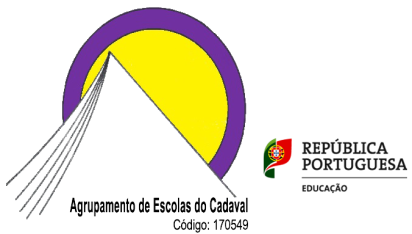 Agrupamento de Escolas do Cadaval
Código: 170549
REPÚBLICA
PORTUGUESA
EDUCAÇÃO